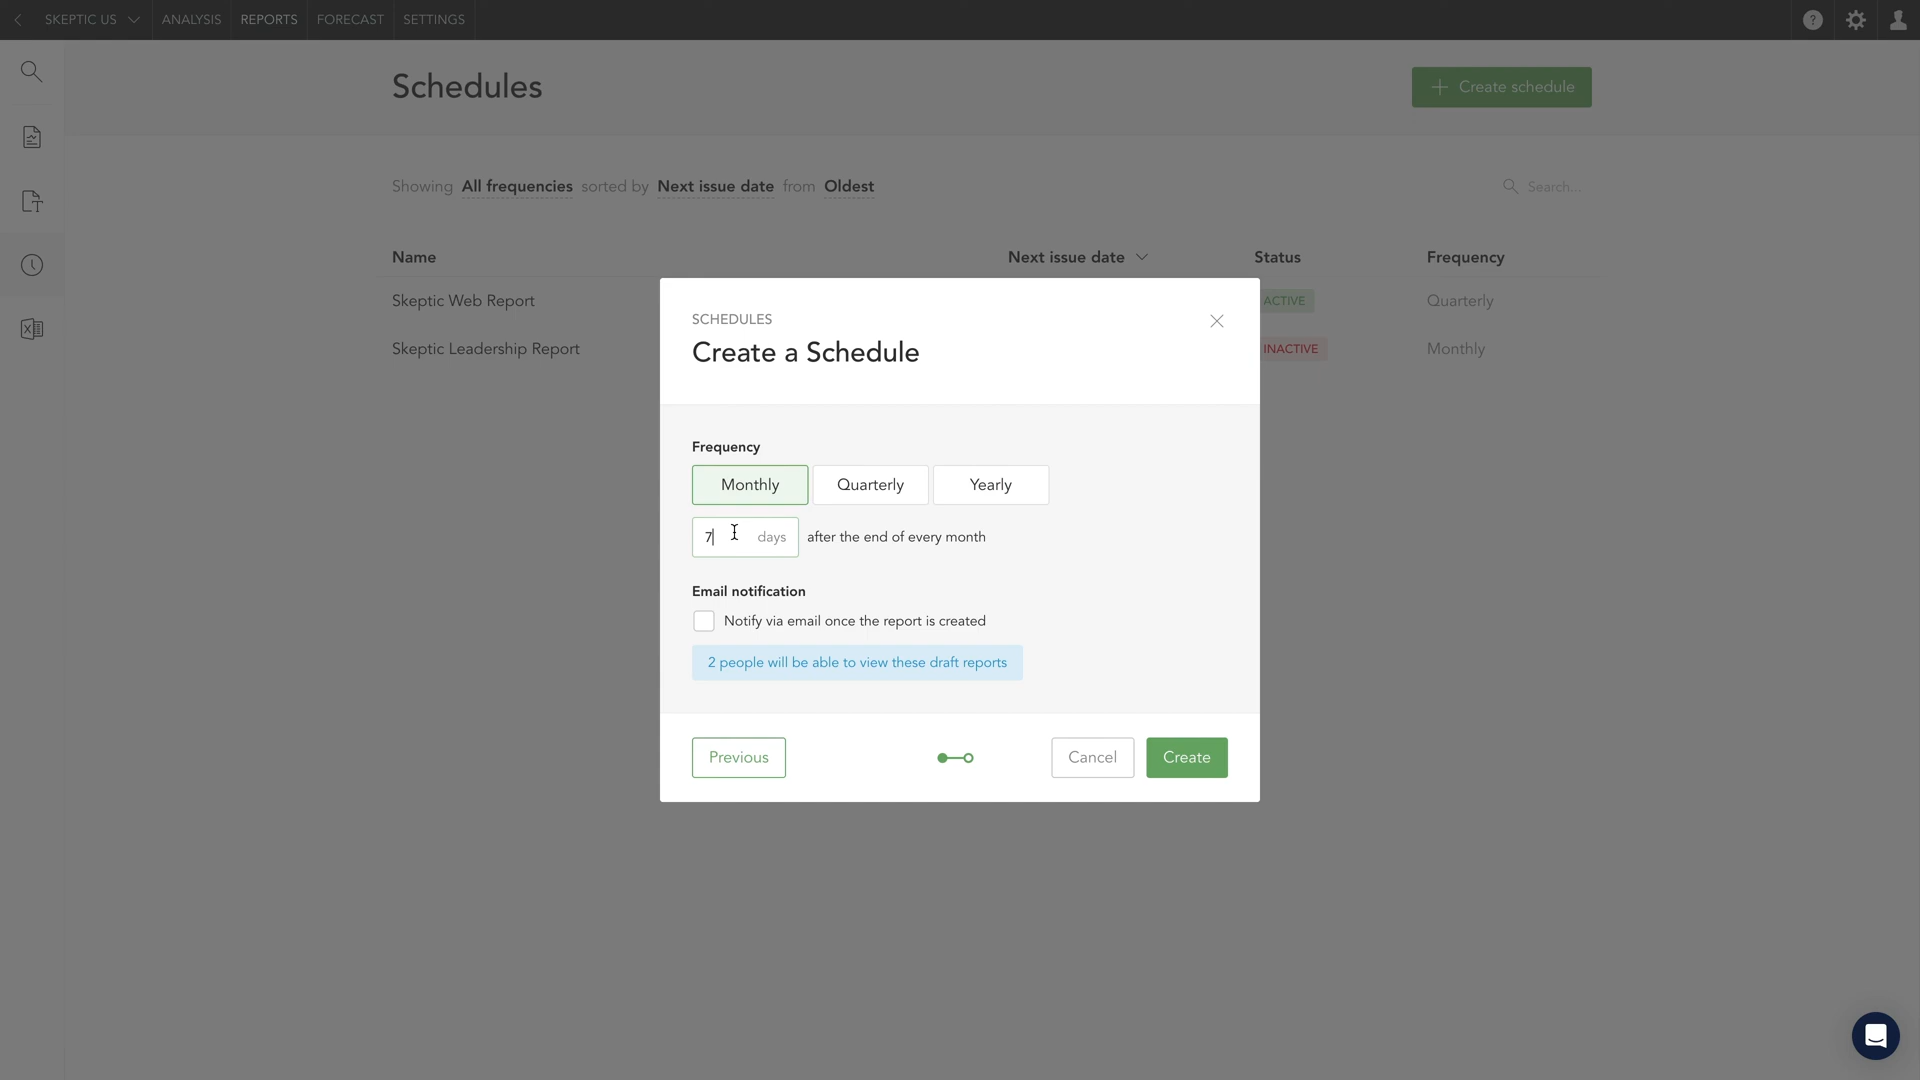 SKEPTIC US ANALYSIS REPORTS FORECAST SETTINGS ?
Schedules
Create schedule
Showing All frequencies sorted by Next issue date from Oldest
Search...
Name Next issue date Status Frequency
Skeptic Web Report ACTIVE Quarterly
Skeptic Leadership Report INACTIVE Monthly
SCHEDULES
Create a Schedule
Frequency
Monthly Quarterly Yearly
7 days after the end of every month
Email notification
Notify via email once the report is created
2 people will be able to view these draft reports
Previous Cancel Create